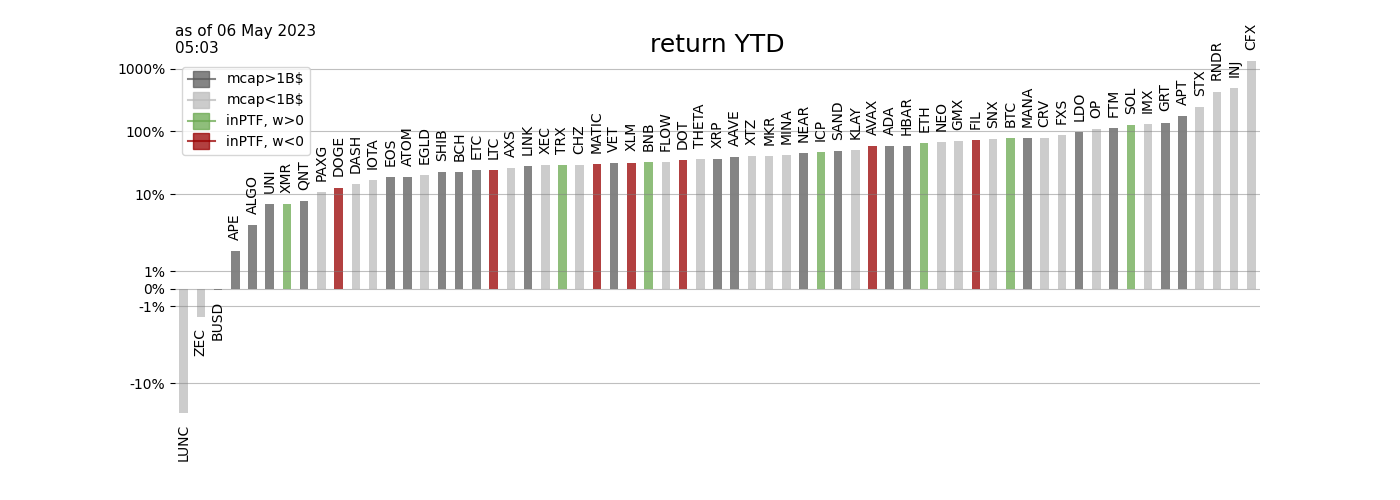 as of 06 May 2023
05:03
return YTD
1000%
100%
10%
1%
0%
-1%
-10%
mcap>1B$
mcap<1B$
inPTF, w>0
inPTF, w<0
LUNC
ZEC
BUSD
APE
ALGO
UNI
XMR
QNT
PAXG
DOGE
DASH
IOTA
EOS
ATOM
EGLD
SHIB
BCH
ETC
LTC
AXS
LINK
XEC
TRX
CHZ
MATIC
VET
XLM
BNB
FLOW
DOT
THETA
XRP
AAVE
XTZ
MKR
MINA
NEAR
ICP
SAND
KLAY
AVAX
ADA
HBAR
ETH
NEO
GMX
FIL
SNX
BTC
MANA
CRV
FXS
LDO
OP
FTM
SOL
IMX
GRT
APT
STX
RNDR
INJ
CFX